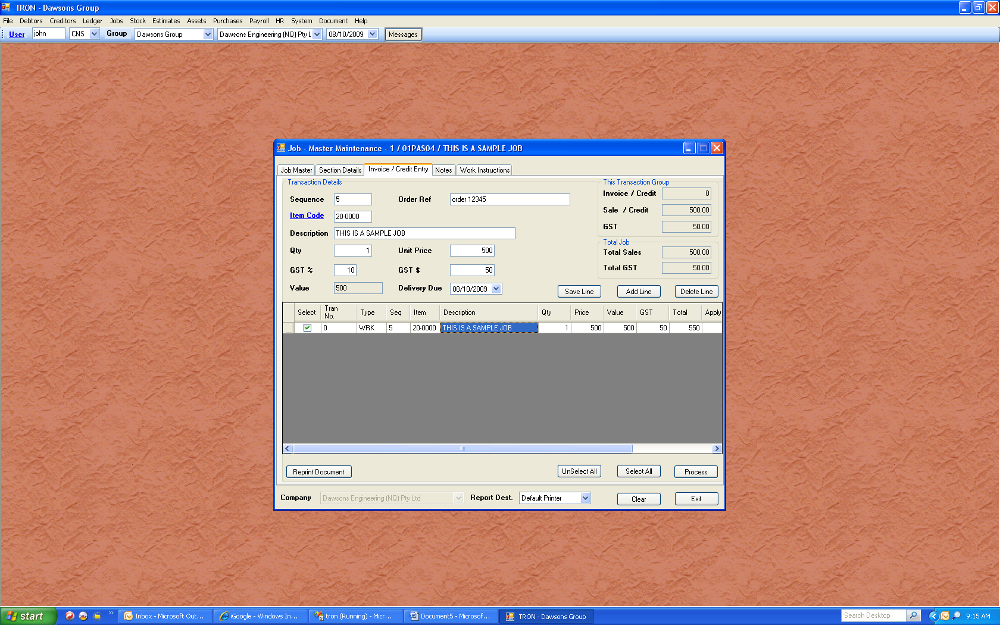 TRON - Dawsons Group
File Debtors Creditors Ledger Jobs Stock Estimates Assets Purchases Payroll HR System Document Help
User john CNS Group Dawsons Group Dawsons Engineering (NQ) Pty L 08/10/2009 Messages
Job - Master Maintenance - 1 / 01PAS04 / THIS IS A SAMPLE JOB
Job Master Section Details Invoice / Credit Entry Notes Work Instructions
Transaction Details
Sequence 5 Order Ref order 12345
Item Code 20-0000
Description THIS IS A SAMPLE JOB
Qty 1 Unit Price 500
GST % 10 GST $ 50
Value 500 Delivery Due 08/10/2009
This Transaction Group
Invoice / Credit 0
Sale / Credit 500.00
GST 50.00
Total Job
Total Sales 500.00
Total GST 50.00
Save Line Add Line Delete Line
Select Tran No. Type Seq Item Description Qty Price Value GST Total Apply
0 WRK 5 20-0000 THIS IS A SAMPLE JOB 1 500 500 50 550
Reprint Document UnSelect All Select All Process
Company Dawsons Engineering (NQ) Pty Ltd Report Dest. Default Printer Clear Exit
start Inbox - Microsoft Out... iGoogle - Windows In... tron (Running) - Micr... Document5 - Microsof... TRON - Dawsons Group Search Desktop 9:15 AM